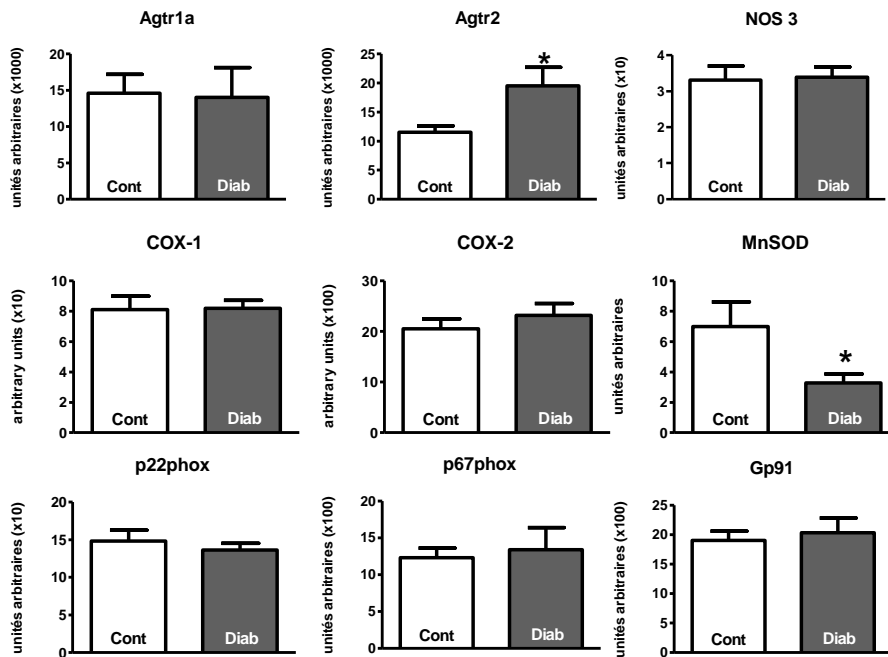 Agtr1a
unités arbitraires (x1000)
20
15
10
5
0
Cont
Diab
Agtr2
unités arbitraires (x1000)
25
20
15
10
5
0
*
Cont
Diab
NOS 3
unités arbitraires (x10)
4
3
2
1
0
Cont
Diab
COX-1
arbitrary units (x10)
10
8
6
4
2
0
Cont
Diab
COX-2
arbitrary units (x100)
30
20
10
0
Cont
Diab
MnSOD
unités arbitraires
10
8
6
4
2
0
*
Cont
Diab
p22phox
unités arbitraires (x10)
20
15
10
5
0
Cont
Diab
p67phox
unités arbitraires (x100)
20
15
10
5
0
Cont
Diab
Gp91
unités arbitraires (x100)
25
20
15
10
5
0
Cont
Diab